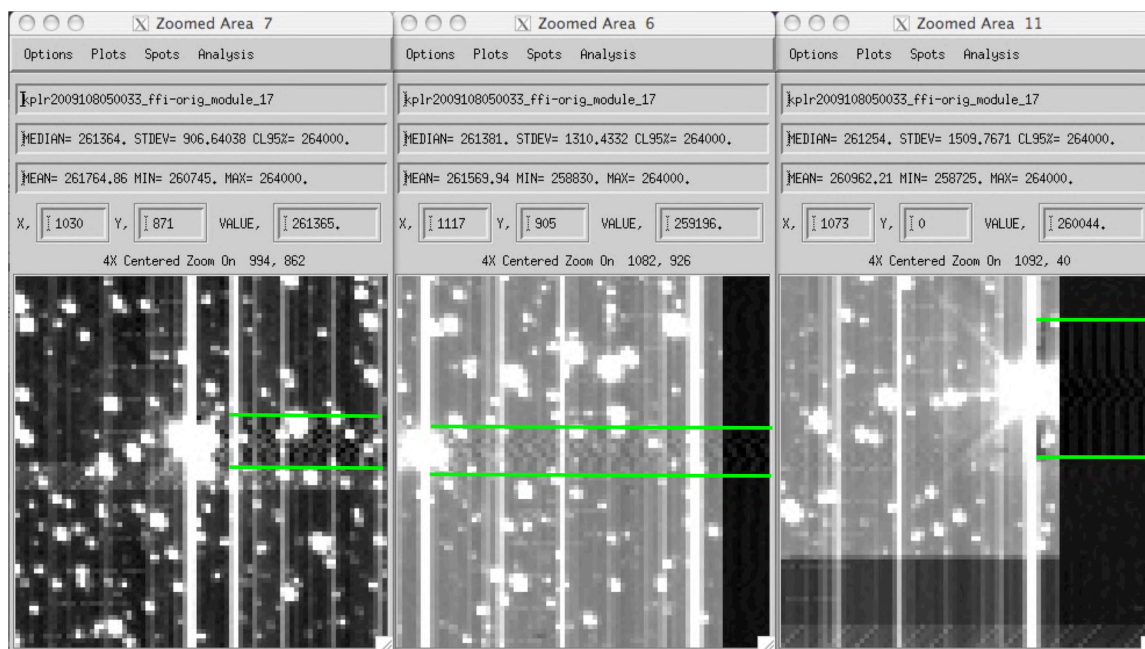 Zoomed Area 7
Options Plots Spots Analysis
kplr2009108050033_ffi-orig_module_17
MEDIAN= 261364. STDEV= 906.64038 CL95%= 264000.
MEAN= 261764.86 MIN= 260745. MAX= 264000.
X, 1030 Y, 871 VALUE, 261365.
4X Centered Zoom On 994, 862
Zoomed Area 6
Options Plots Spots Analysis
kplr2009108050033_ffi-orig_module_17
MEDIAN= 261381. STDEV= 1310.4332 CL95%= 264000.
MEAN= 261569.94 MIN= 258830. MAX= 264000.
X, 1117 Y, 905 VALUE, 259196.
4X Centered Zoom On 1082, 926
Zoomed Area 11
Options Plots Spots Analysis
kplr2009108050033_ffi-orig_module_17
MEDIAN= 261254. STDEV= 1509.7671 CL95%= 264000.
MEAN= 260962.21 MIN= 258725. MAX= 264000.
X, 1073 Y, 0 VALUE, 260044.
4X Centered Zoom On 1092, 40